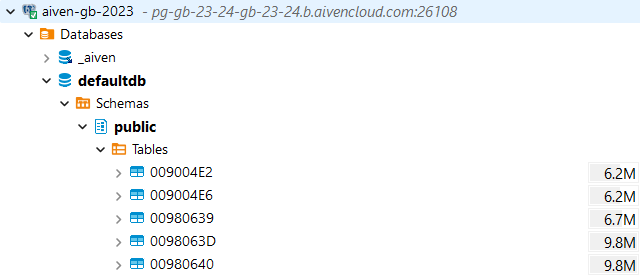 aiven-gb-2023 - pg-gb-23-24-gb-23-24.b.aivencloud.com:26108
Databases
_aiven
defaultdb
Schemas
public
Tables
009004E2 6.2M
009004E6 6.2M
00980639 6.7M
0098063D 9.8M
00980640 9.8M